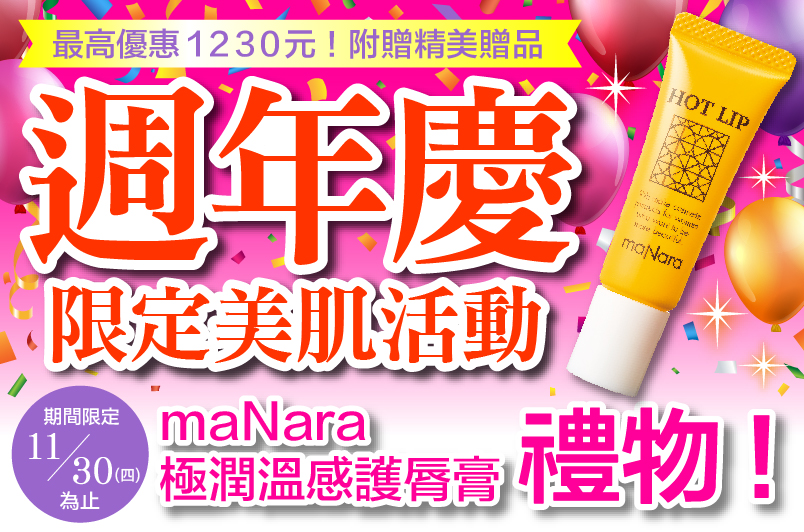 最高優惠1230元！附贈精美贈品
週年慶
限定美肌活動
HOT LIP
maNara
期間限定
11/30(四)
為止
maNara
極潤溫感護唇膏
禮物！